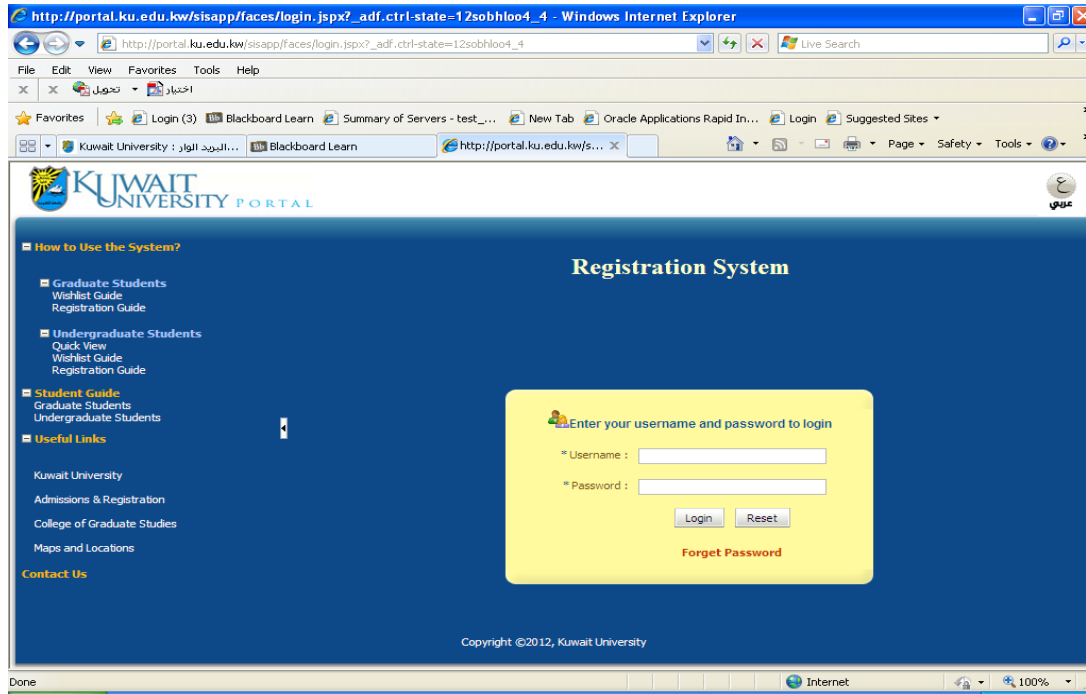 http://portal.ku.edu.kw/sisapp/faces/login.jspx?_adf.ctrl-state=12sobhloo4_4 - Windows Internet Explorer
http://portal.ku.edu.kw/sisapp/faces/login.jspx?_adf.ctrl-state=12sobhloo4_4 Live Search
File Edit View Favorites Tools Help
x x تحويل اختيار
Favorites Login (3) Blackboard Learn Summary of Servers - test_... New Tab Oracle Applications Rapid In... Login Suggested Sites
Kuwait University : البريد الوار... Blackboard Learn http://portal.ku.edu.kw/s... X Page Safety Tools
KUWAIT
UNIVERSITY PORTAL
ع
عربي
How to Use the System?
Registration System
Graduate Students
Wishlist Guide
Registration Guide
Undergraduate Students
Quick View
Wishlist Guide
Registration Guide
Student Guide
Graduate Students
Undergraduate Students
Useful Links
Kuwait University
Admissions & Registration
College of Graduate Studies
Maps and Locations
Contact Us
Enter your username and password to login
* Username :
* Password :
Login Reset
Forget Password
Copyright ©2012, Kuwait University
Done Internet 100%